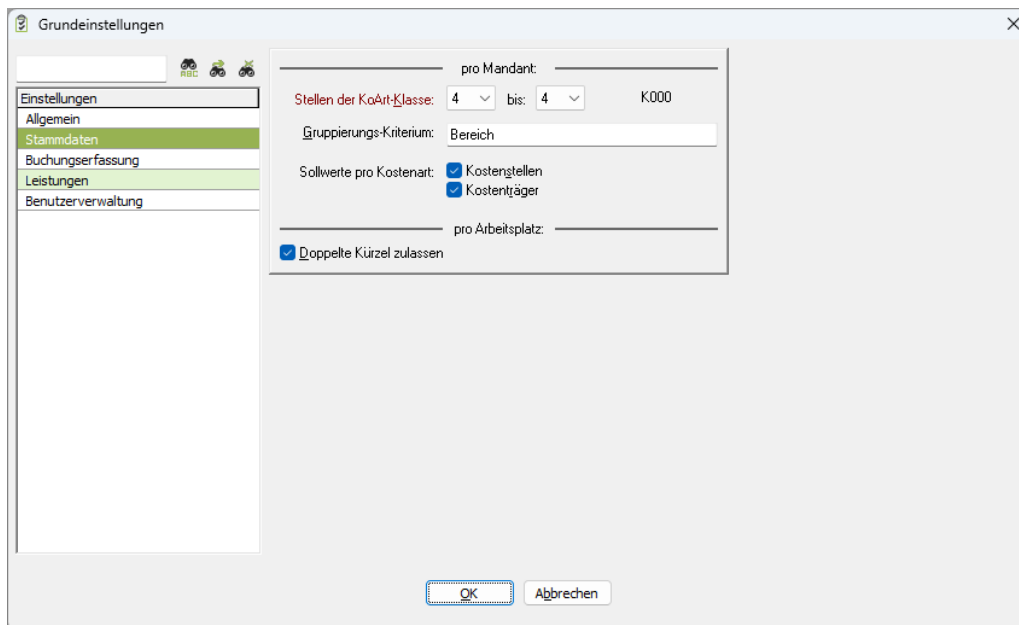 Grundeinstellungen
ABC
Einstellungen
Allgemein
Stammdaten
Buchungserfassung
Leistungen
Benutzerverwaltung
pro Mandant:
Stellen der KoArt-Klasse: 4 bis: 4 K000
Gruppierungs-Kriterium: Bereich
Sollwerte pro Kostenart: Kostenstellen
Kostenträger
pro Arbeitsplatz:
Doppelte Kürzel zulassen
OK Abbrechen